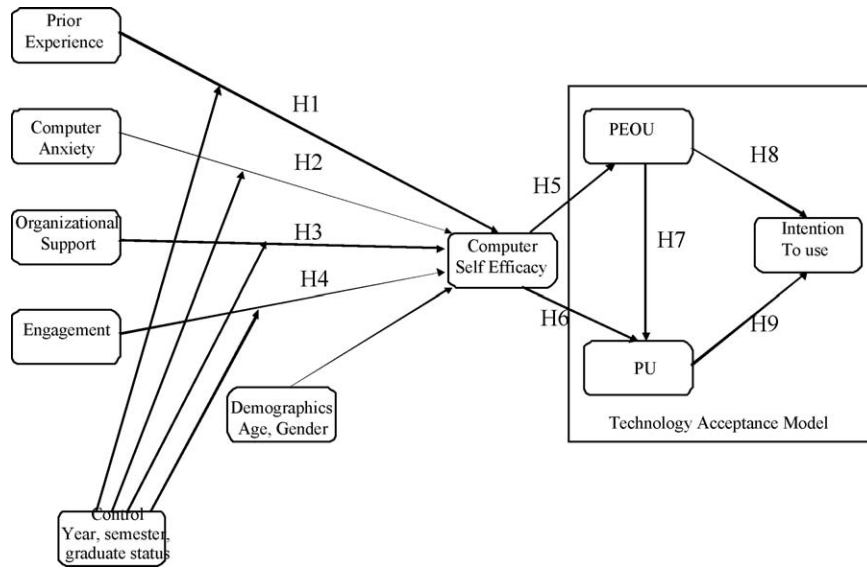 Prior
Experience
H1
Computer
Anxiety
H2
Organizational
Support
H3
Engagement
H4
Demographics
Age, Gender
Control
Year, semester,
graduate status
Computer
Self Efficacy
H5
H6
PEOU
H7
PU
H8
H9
Intention
To use
Technology Acceptance Model